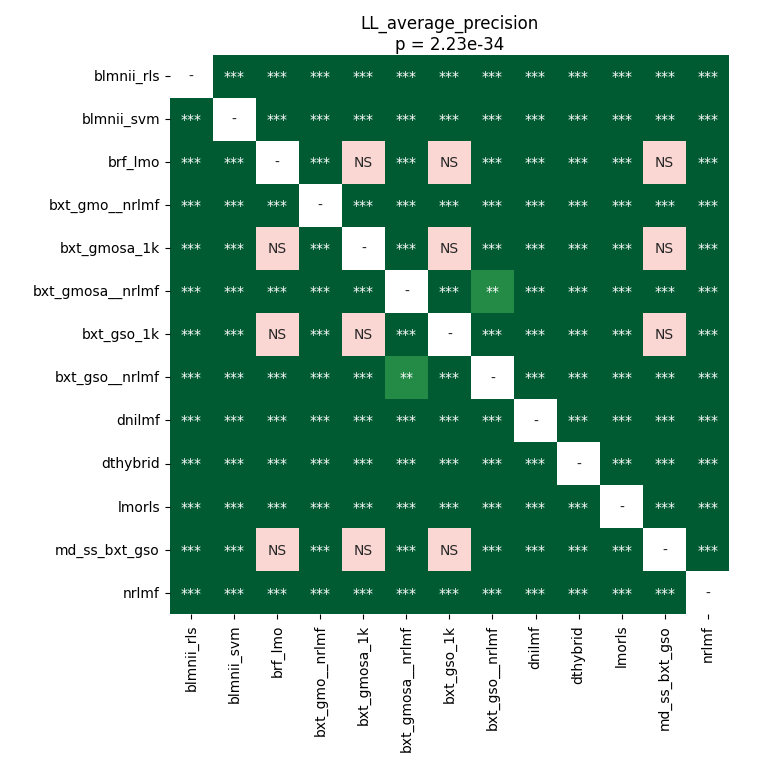 LL_average_precision
p = 2.23e-34
blmnii_rls - *** *** *** *** *** *** *** *** *** *** *** ***
blmnii_svm *** - *** *** *** *** *** *** *** *** *** *** ***
brf_lmo *** *** - *** NS *** NS *** *** *** *** NS ***
bxt_gmo__nrlmf *** *** *** - *** *** *** *** *** *** *** *** ***
bxt_gmosa_1k *** *** NS *** - *** NS *** *** *** *** NS ***
bxt_gmosa__nrlmf *** *** *** *** *** - *** ** *** *** *** *** ***
bxt_gso_1k *** *** NS *** NS *** - *** *** *** *** NS ***
bxt_gso__nrlmf *** *** *** *** *** ** *** - *** *** *** *** ***
dnilmf *** *** *** *** *** *** *** *** - *** *** *** ***
dthybrid *** *** *** *** *** *** *** *** *** - *** *** ***
lmorls *** *** *** *** *** *** *** *** *** *** - *** ***
md_ss_bxt_gso *** *** NS *** NS *** NS *** *** *** *** - ***
nrlmf *** *** *** *** *** *** *** *** *** *** *** *** -
blmnii_rls
blmnii_svm
brf_lmo
bxt_gmo__nrlmf
bxt_gmosa_1k
bxt_gmosa__nrlmf
bxt_gso_1k
bxt_gso__nrlmf
dnilmf
dthybrid
lmorls
md_ss_bxt_gso
nrlmf